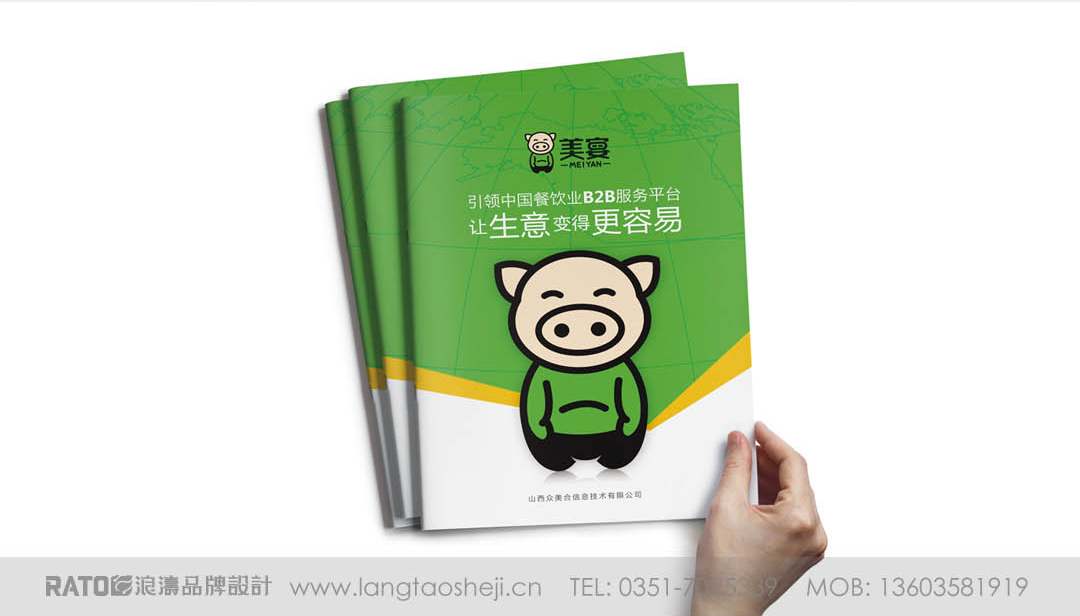 美宴
MEI YAN
引领中国餐饮业B2B服务平台
让生意变得更容易
山西众美合信息技术有限公司
RATO 浪濤品牌設計 www.langtaosheji.cn TEL: 0351- MOB: 13603581919